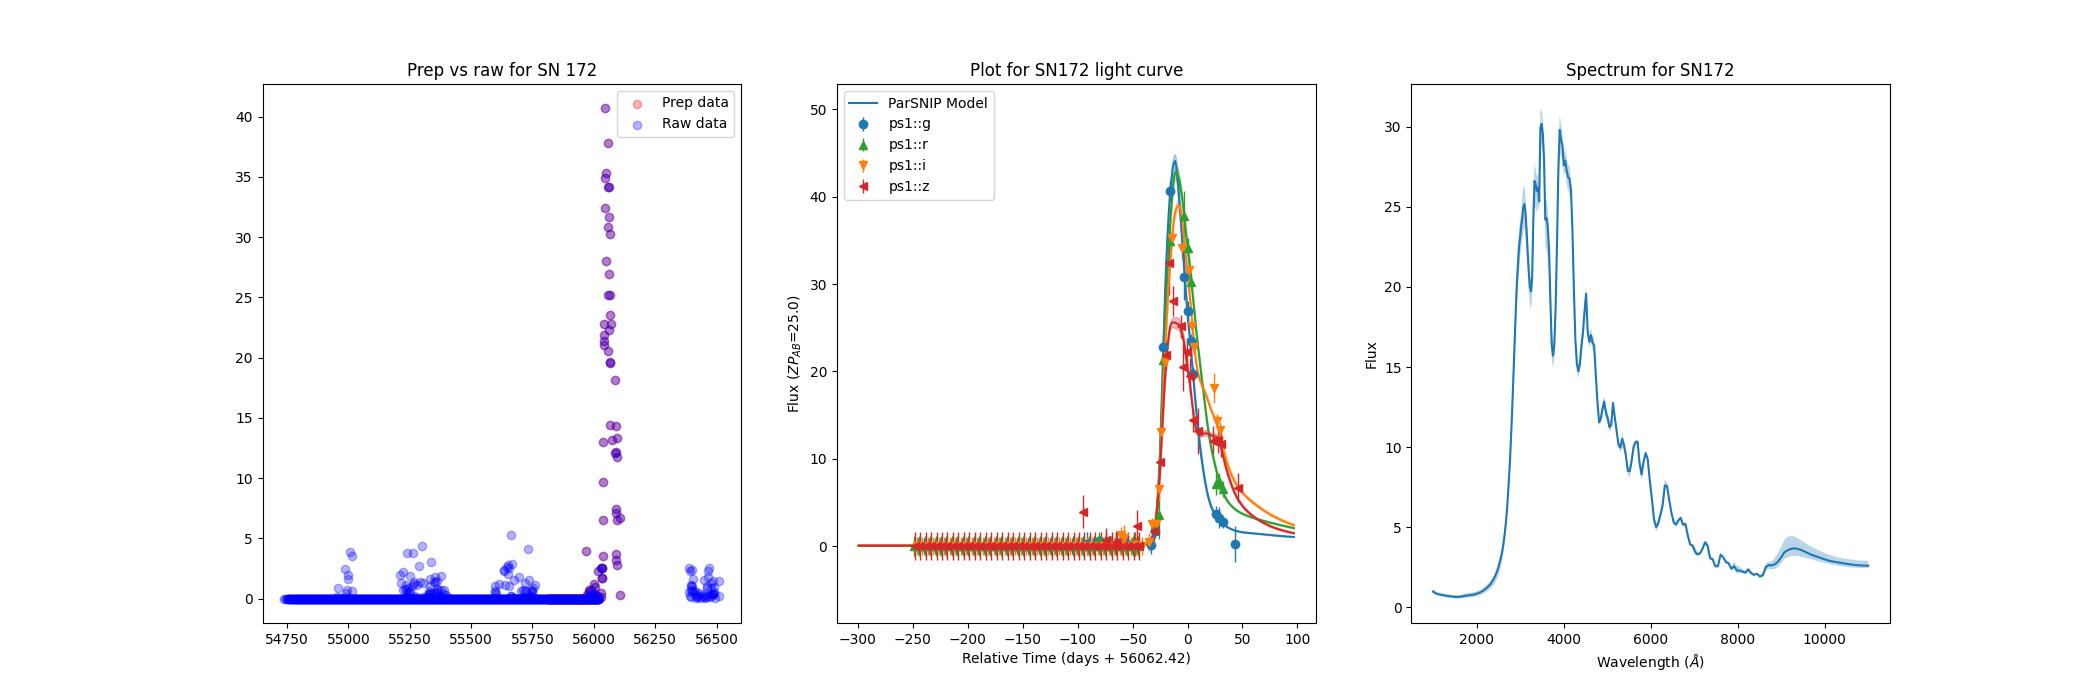 Prep vs raw for SN 172
Prep data
Raw data
40
35
30
25
20
15
10
5
0
54750 55000 55250 55500 55750 56000 56250 56500
Plot for SN172 light curve
ParSNIP Model
ps1::g
ps1::r
ps1::i
ps1::z
Flux (ZP_AB=25.0)
50
40
30
20
10
0
−300 −250 −200 −150 −100 −50 0 50 100
Relative Time (days + 56062.42)
Spectrum for SN172
Flux
30
25
20
15
10
5
0
2000 4000 6000 8000 10000
Wavelength (Å)